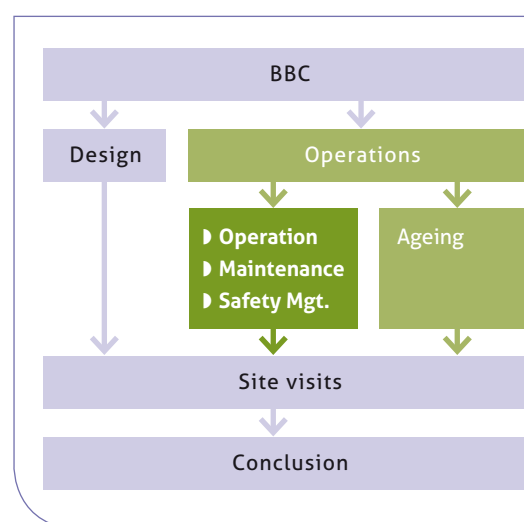 BBC
Design
Operations
Operation
Maintenance
Safety Mgt.
Ageing
Site visits
Conclusion